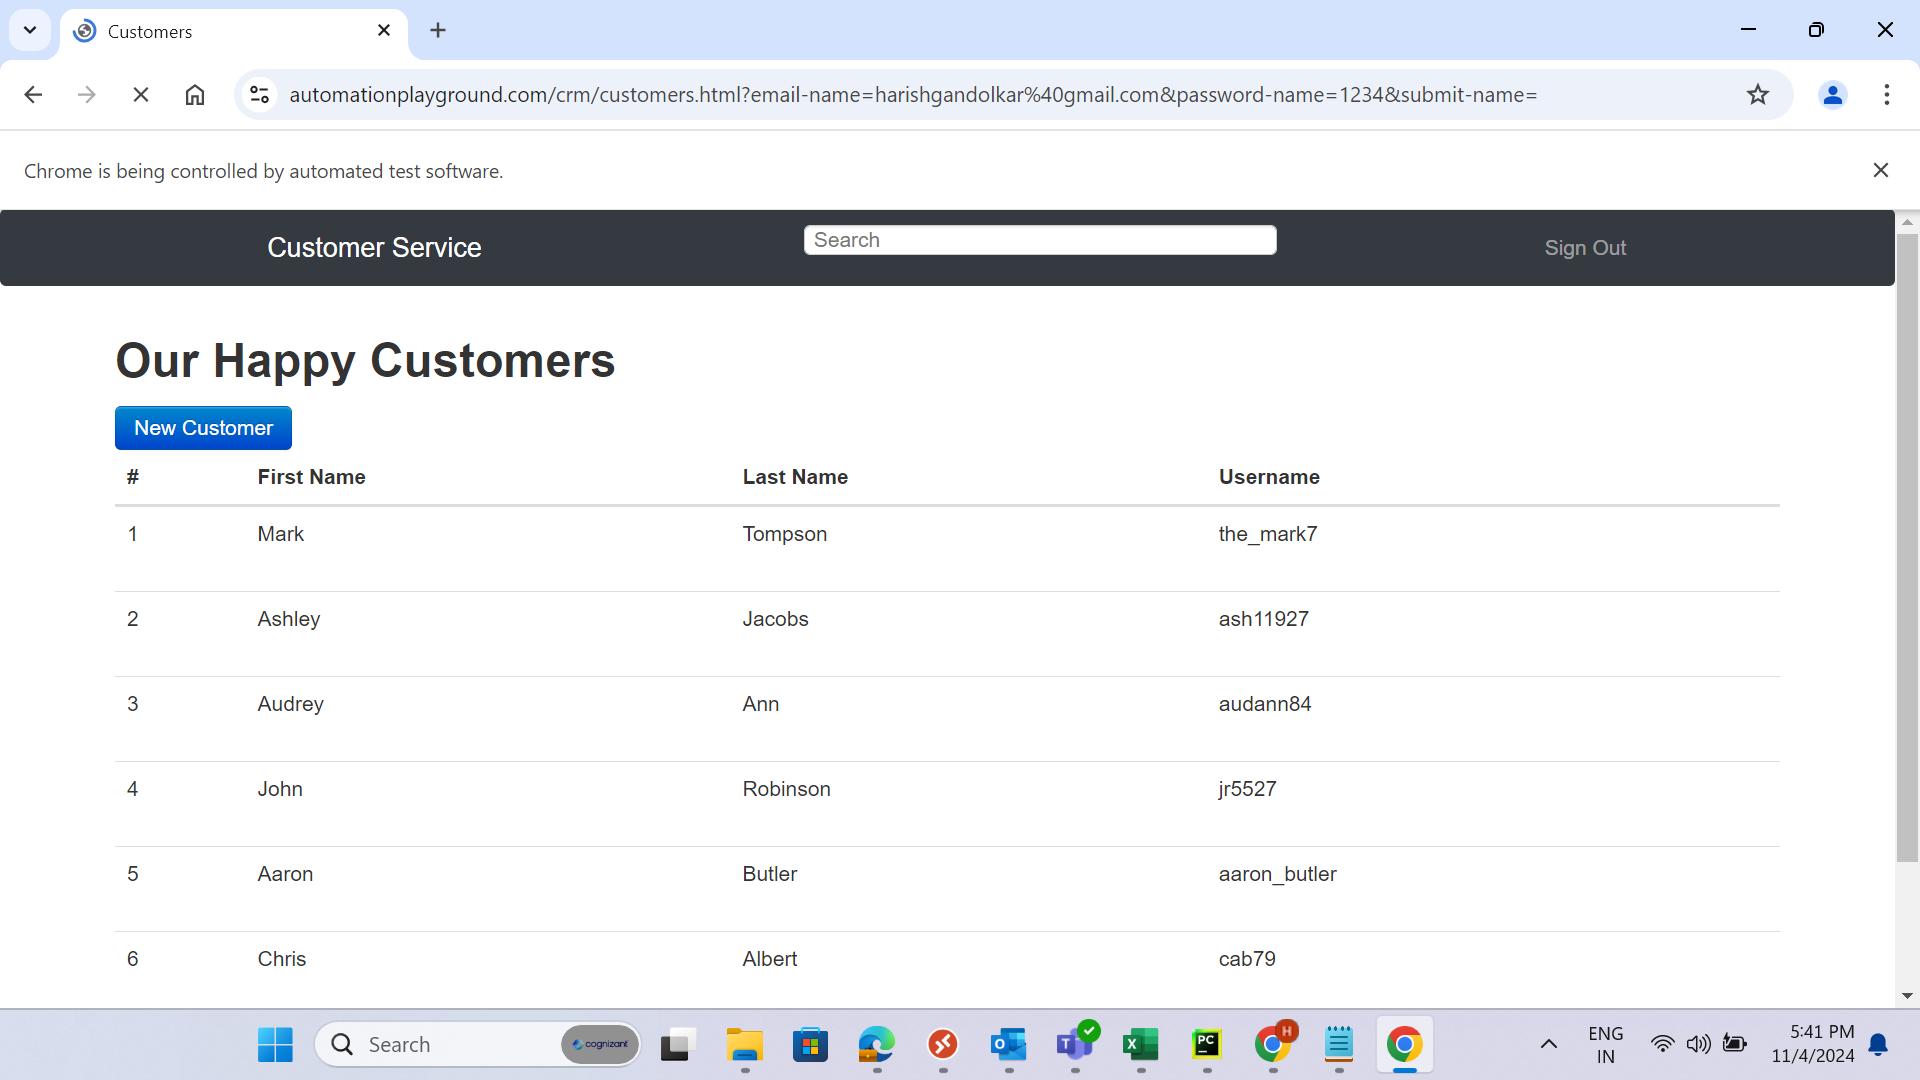 Customers
automationplayground.com/crm/customers.html?email-name=harishgandolkar%40gmail.com&password-name=1234&submit-name=
Chrome is being controlled by automated test software.
Customer Service
Search
Sign Out
Our Happy Customers
New Customer
# First Name Last Name Username
1 Mark Tompson the_mark7
2 Ashley Jacobs ash11927
3 Audrey Ann audann84
4 John Robinson jr5527
5 Aaron Butler aaron_butler
6 Chris Albert cab79
Search cognizant PC H ENG 5:41 PM
IN 11/4/2024